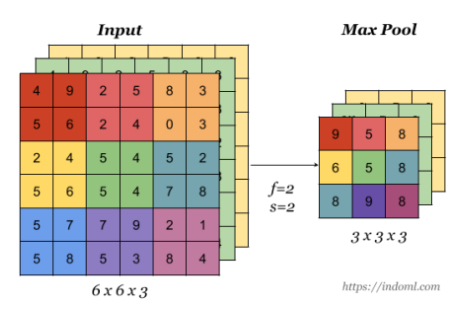 Input
Max Pool
4 9 2 5 8 3
5 6 2 4 0 3
2 4 5 4 5 2
5 6 5 4 7 8
5 7 7 9 2 1
5 8 5 3 8 4
f=2
s=2
9 5 8
6 5 8
8 9 8
6 x 6 x 3
3 x 3 x 3
https://indoml.com